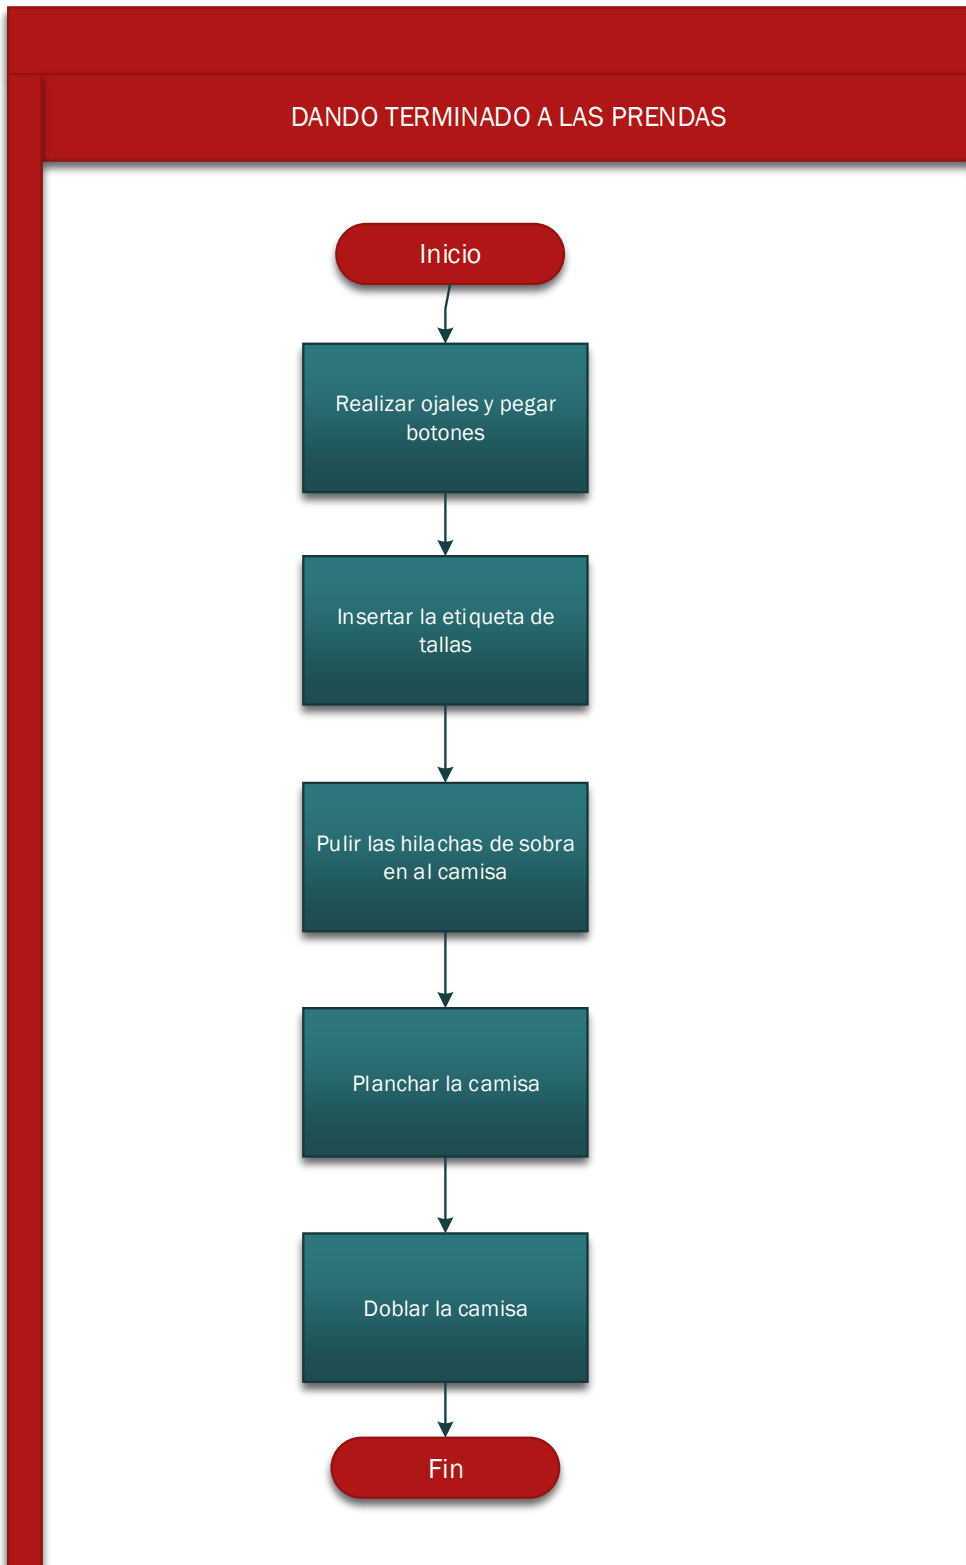 DANDO TERMINADO A LAS PRENDAS
Inicio
Realizar ojales y pegar
botones
Insertar la etiqueta de
tallas
Pulir las hilachas de sobra
en al camisa
Planchar la camisa
Doblar la camisa
Fin